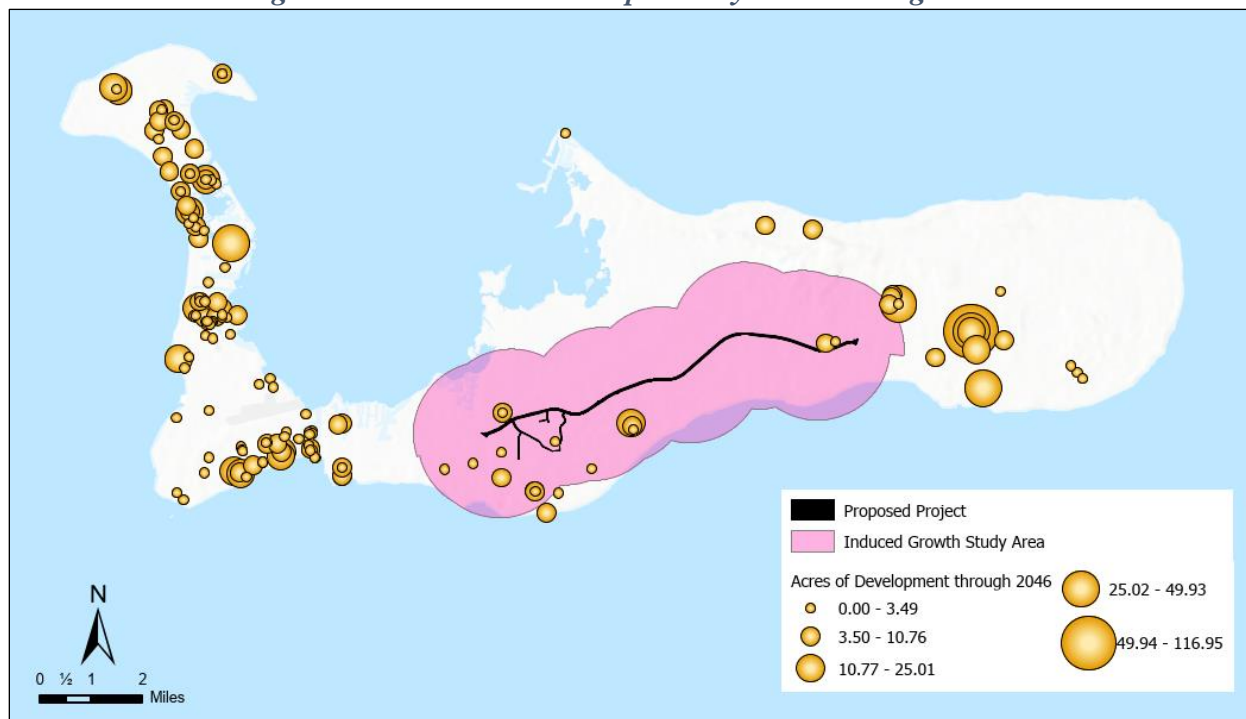 N
0 ½ 1 2
Miles
Proposed Project
Induced Growth Study Area
Acres of Development through 2046
0.00 - 3.49
3.50 - 10.76
10.77 - 25.01
25.02 - 49.93
49.94 - 116.95